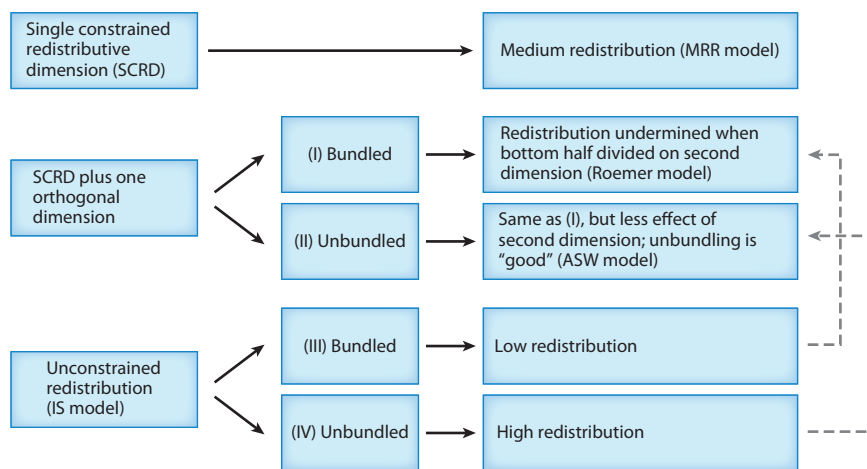 Single constrained
redistributive
dimension (SCRD)
Medium redistribution (MRR model)
SCRD plus one
orthogonal
dimension
(I) Bundled
Redistribution undermined when
bottom half divided on second
dimension (Roemer model)
(II) Unbundled
Same as (I), but less effect of
second dimension; unbundling is
“good” (ASW model)
Unconstrained
redistribution
(IS model)
(III) Bundled
Low redistribution
(IV) Unbundled
High redistribution